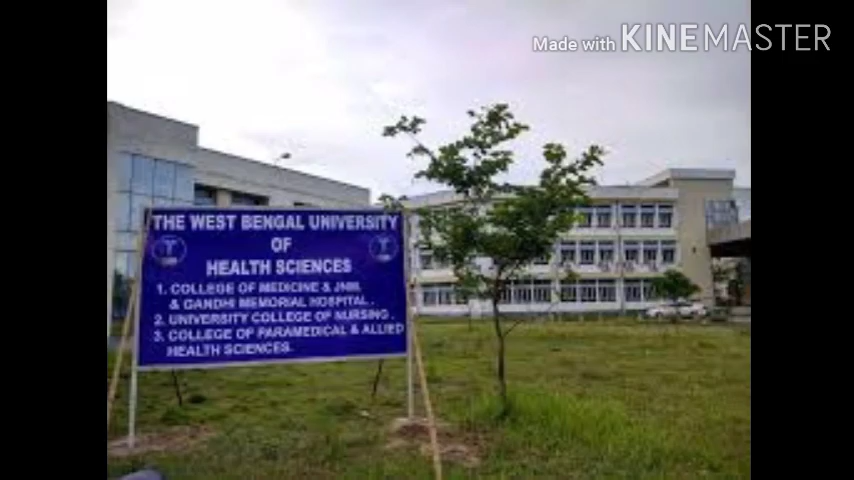 Made with KINEMASTER
THE WEST BENGAL UNIVERSITY
OF
HEALTH SCIENCES
1. COLLEGE OF MEDICINE & JNM.
& GANDHI MEMORIAL HOSPITAL.
2. UNIVERSITY COLLEGE OF NURSING.
3. COLLEGE OF PARAMEDICAL & ALLIED
HEALTH SCIENCES.